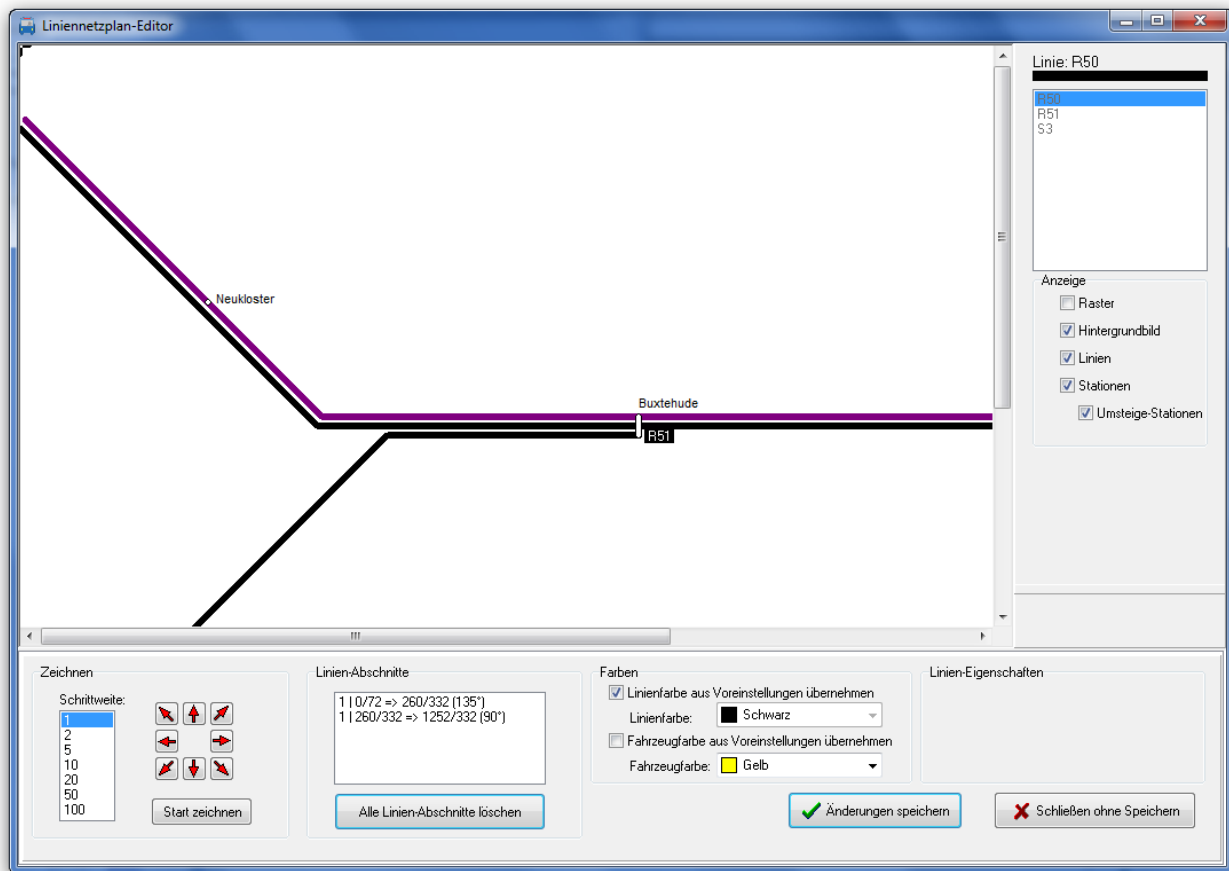 Liniennetzplan-Editor
Linie: R50
R50
R51
S3
Anzeige
Raster
Hintergrundbild
Linien
Stationen
Umsteige-Stationen
Neukloster
Buxtehude
R51
Zeichnen
Schrittweite:
1
2
5
10
20
50
100
Start zeichnen
Linien-Abschnitte
1 | 0/72 => 260/332 (135°)
1 | 260/332 => 1252/332 (90°)
Alle Linien-Abschnitte löschen
Farben
Linienfarbe aus Voreinstellungen übernehmen
Linienfarbe: Schwarz
Fahrzeugfarbe aus Voreinstellungen übernehmen
Fahrzeugfarbe: Gelb
Linien-Eigenschaften
Änderungen speichern
Schließen ohne Speichern